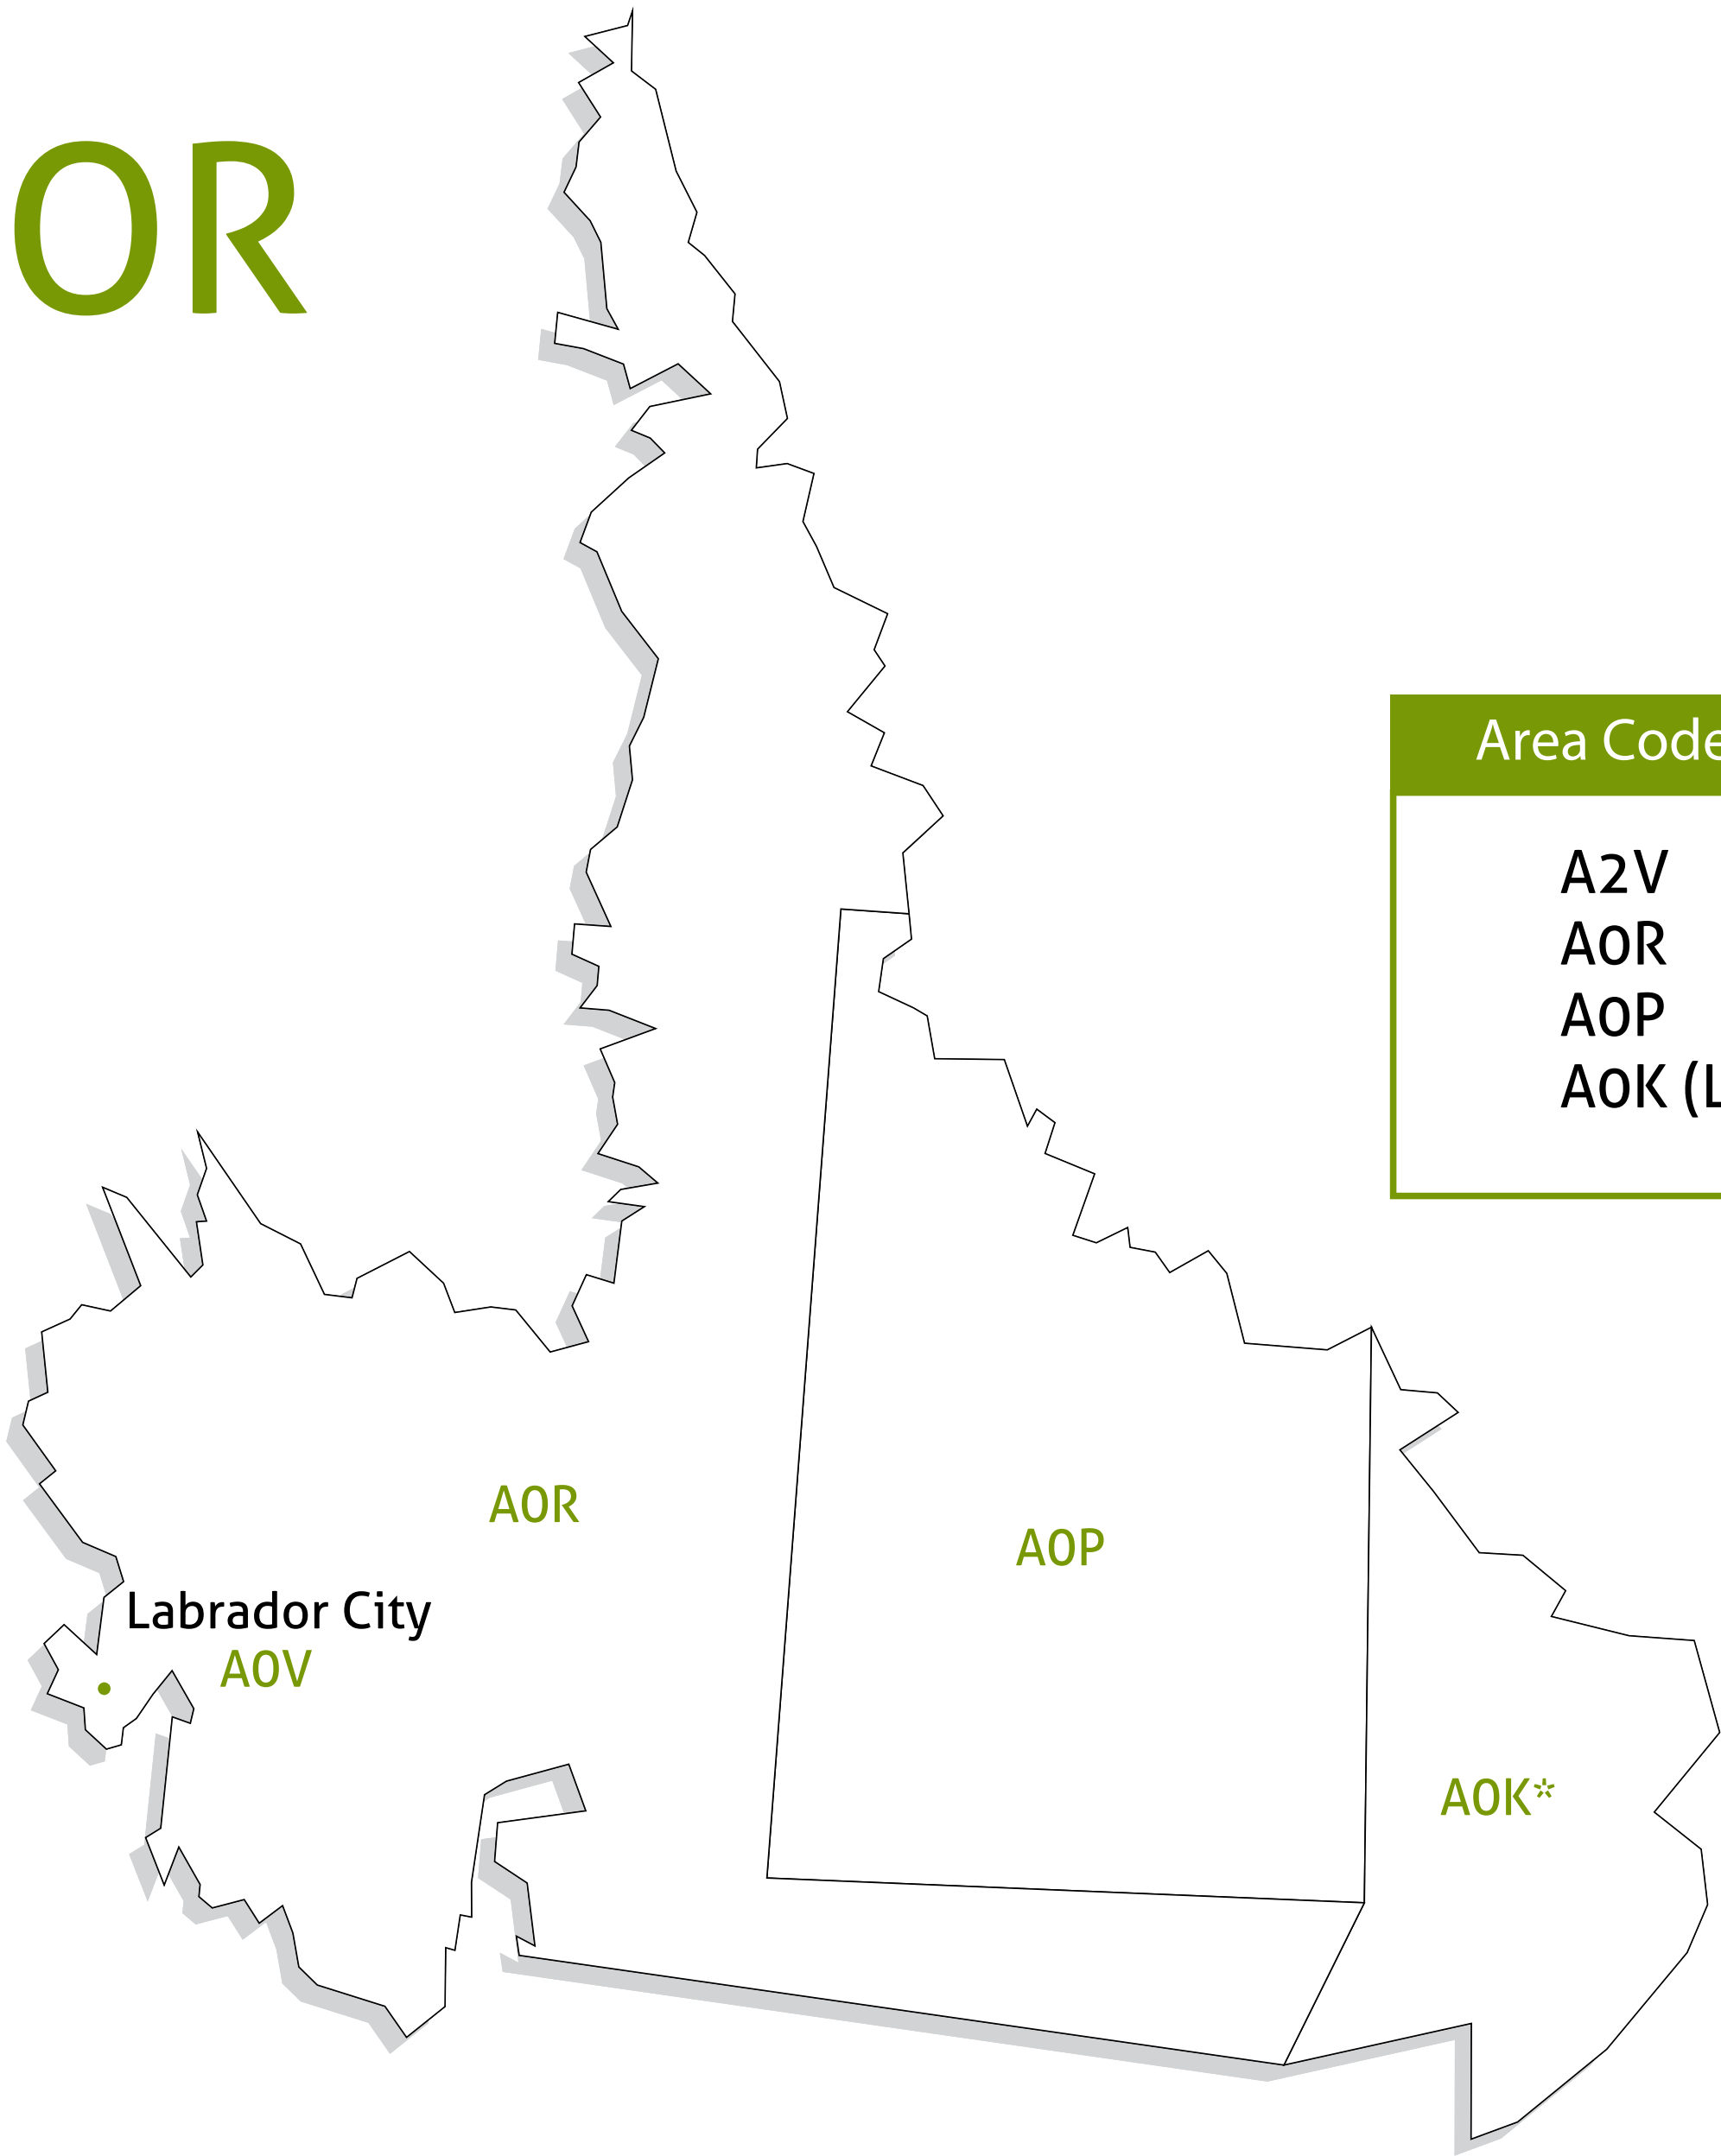 OR
Area Code
A2V
A0R
A0P
A0K (L
A0R
A0P
Labrador City
A0V
A0K*